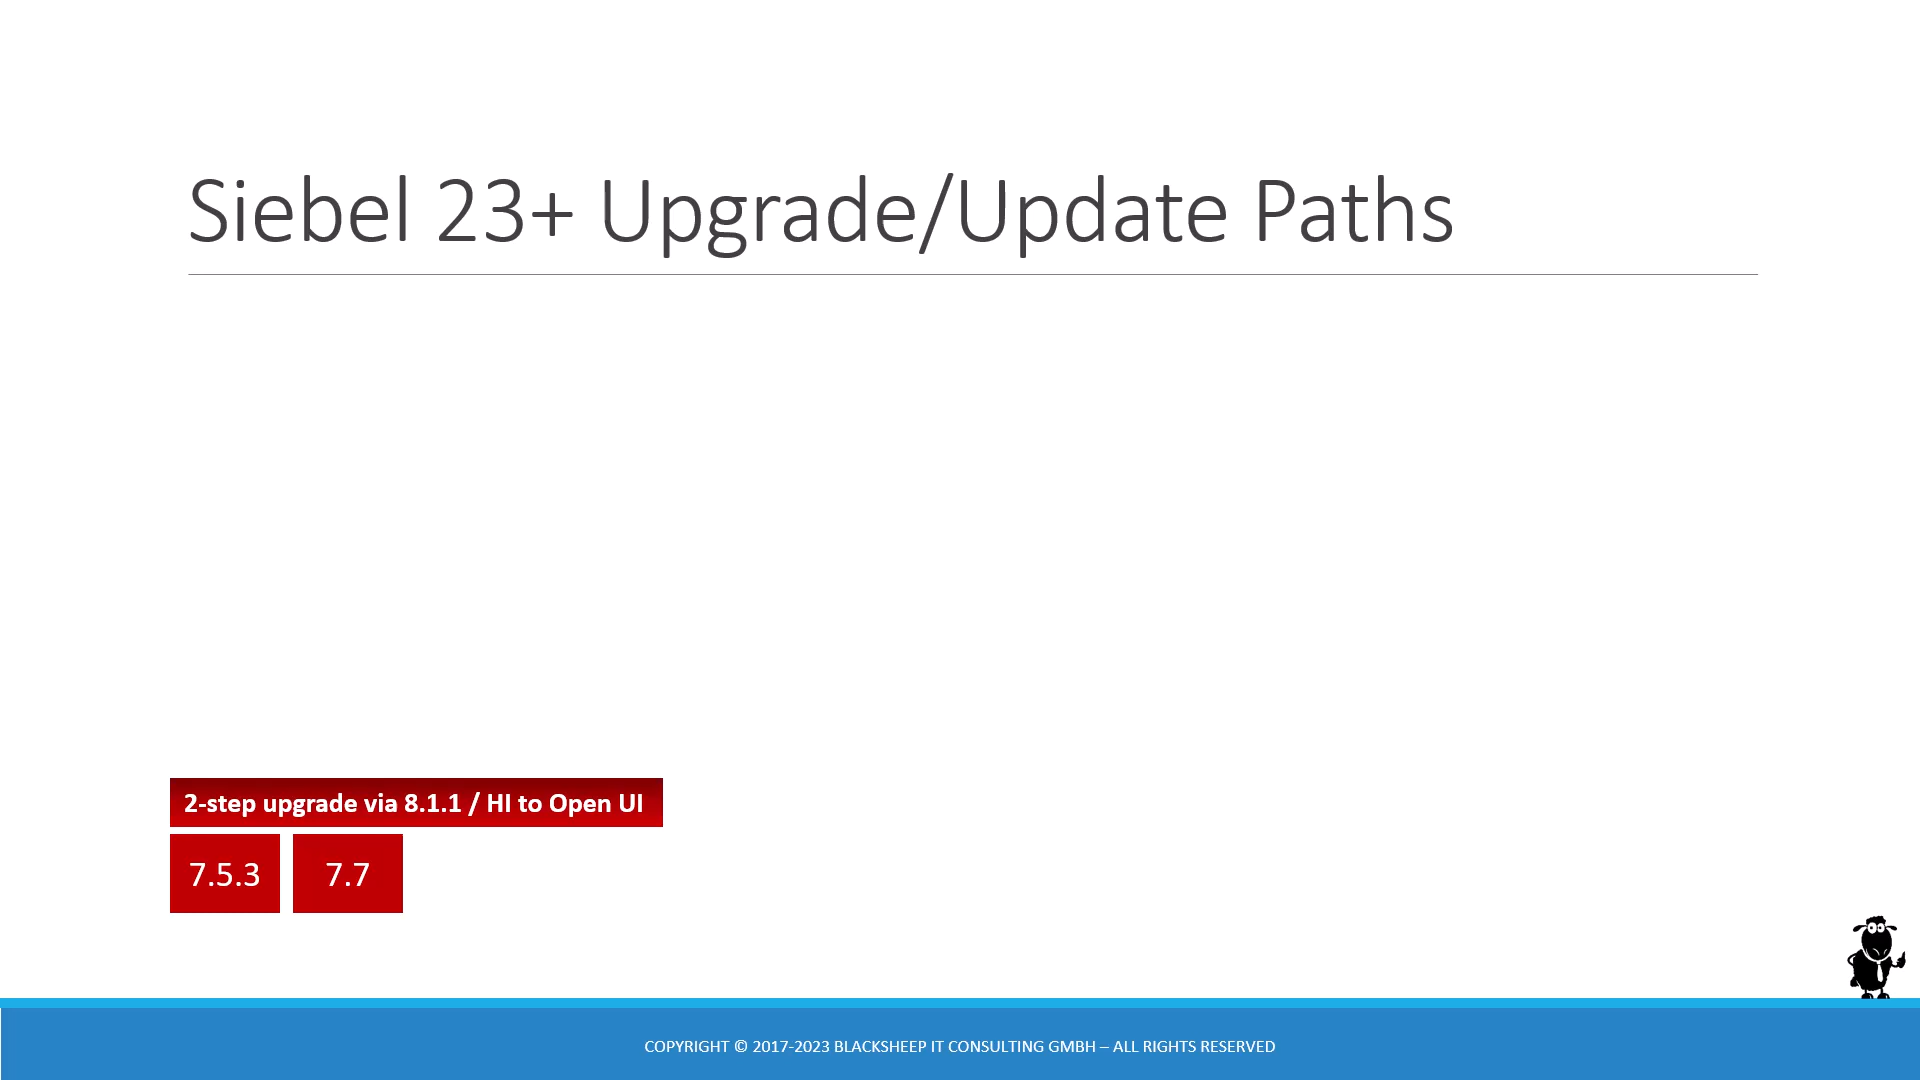 Siebel 23+ Upgrade/Update Paths
2-step upgrade via 8.1.1 / HI to Open UI
7.5.3
7.7
COPYRIGHT © 2017-2023 BLACKSHEEP IT CONSULTING GMBH – ALL RIGHTS RESERVED